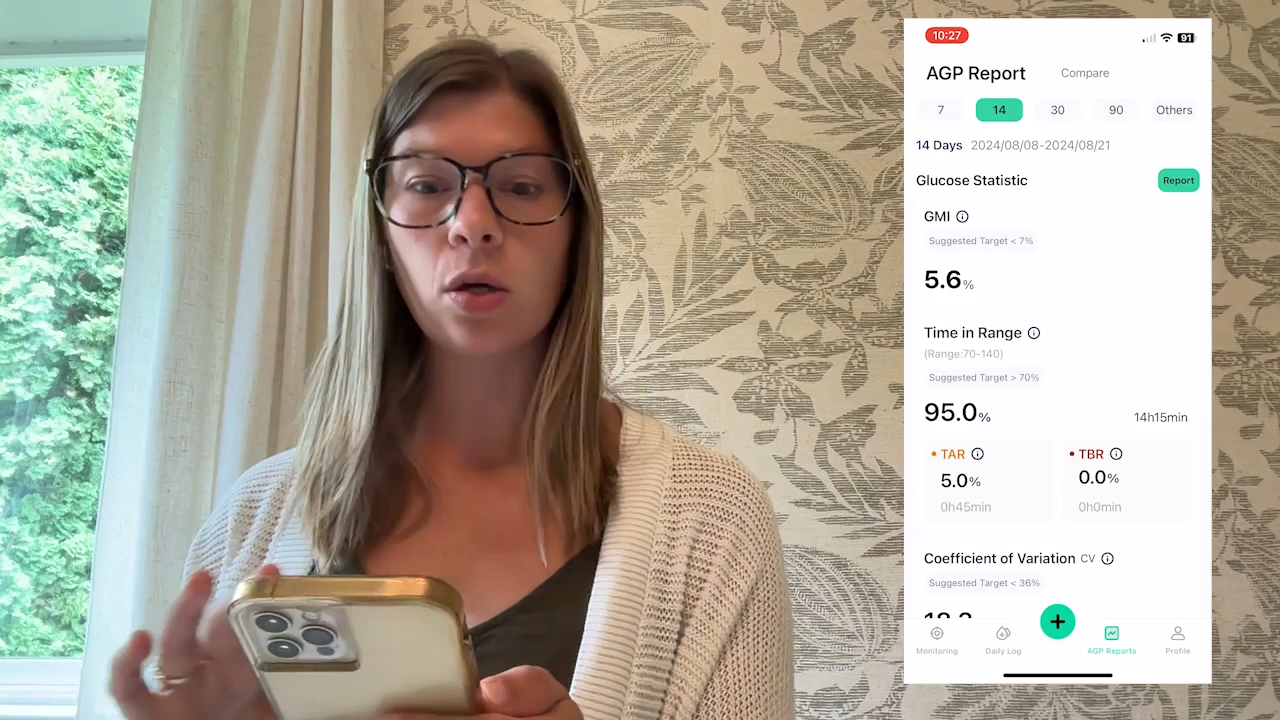 10:27
91
AGP Report Compare
7 14 30 90 Others
14 Days 2024/08/08-2024/08/21
Glucose Statistic Report
GMI
Suggested Target < 7%
5.6%
Time in Range
(Range:70-140)
Suggested Target > 70%
95.0% 14h15min
TAR TBR
5.0% 0.0%
0h45min 0h0min
Coefficient of Variation CV
Suggested Target < 36%
Monitoring Daily Log + AGP Reports Profile